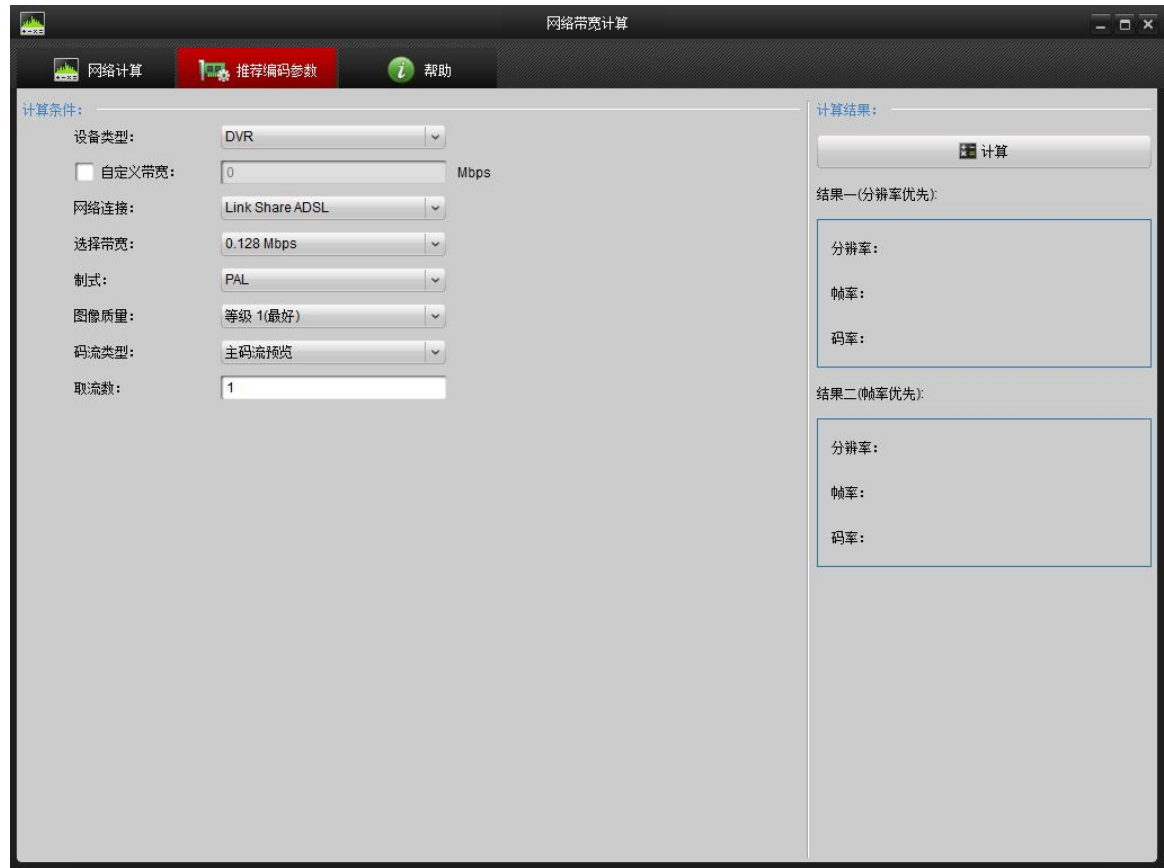 网络带宽计算
网络计算 推荐编码参数 帮助
计算条件：
设备类型： DVR
自定义带宽： 0 Mbps
网络连接： Link Share ADSL
选择带宽： 0.128 Mbps
制式： PAL
图像质量： 等级 1(最好)
码流类型： 主码流预览
取流数： 1
计算结果：
计算
结果一(分辨率优先):
分辨率：
帧率：
码率：
结果二(帧率优先):
分辨率：
帧率：
码率：